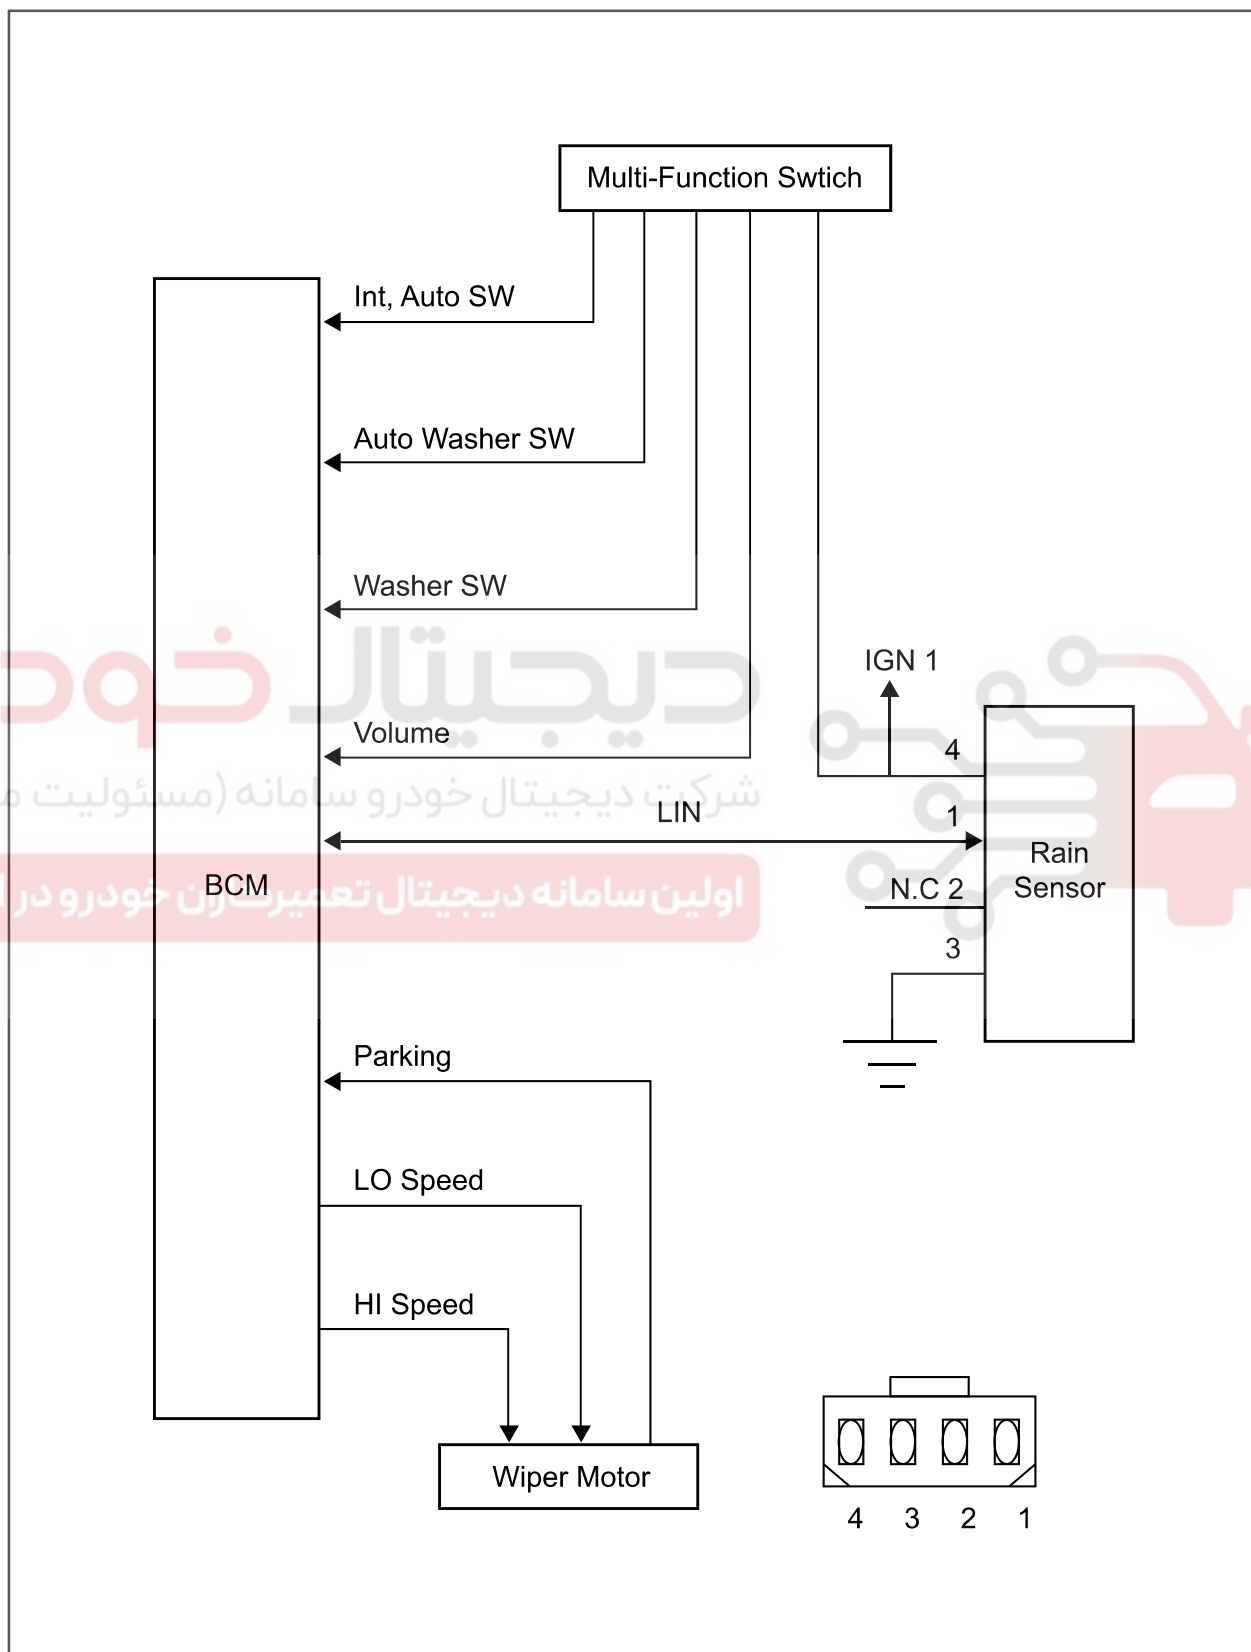 Multi-Function Swtich
Int, Auto SW
Auto Washer SW
Washer SW
IGN 1
دیجیتال خود
Volume
4
شرکت دیجیتال خودرو سامانه (مسئولیت م
LIN
1
Rain
Sensor
BCM
اولین سامانه دیجیتال تعمیرکاران خودرو در ا
N.C 2
3
Parking
LO Speed
HI Speed
Wiper Motor
4 3 2 1